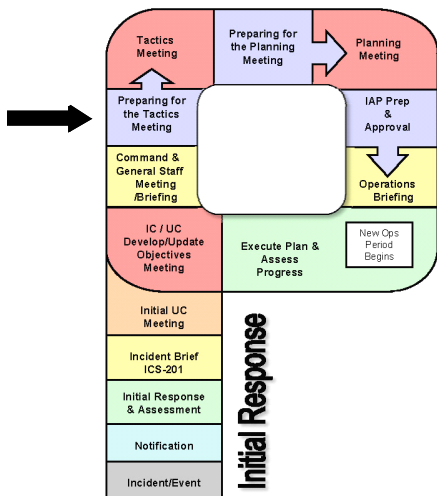 Tactics
Meeting
Preparing for
the Planning
Meeting
Planning
Meeting
Preparing for
the Tactics
Meeting
IAP Prep
&
Approval
Command &
General Staff
Meeting
/Briefing
Operations
Briefing
IC / UC
Develop/Update
Objectives
Meeting
Execute Plan &
Assess
Progress
New Ops
Period
Begins
Initial UC
Meeting
Incident Brief
ICS-201
Initial Response
& Assessment
Notification
Incident/Event
Initial Response